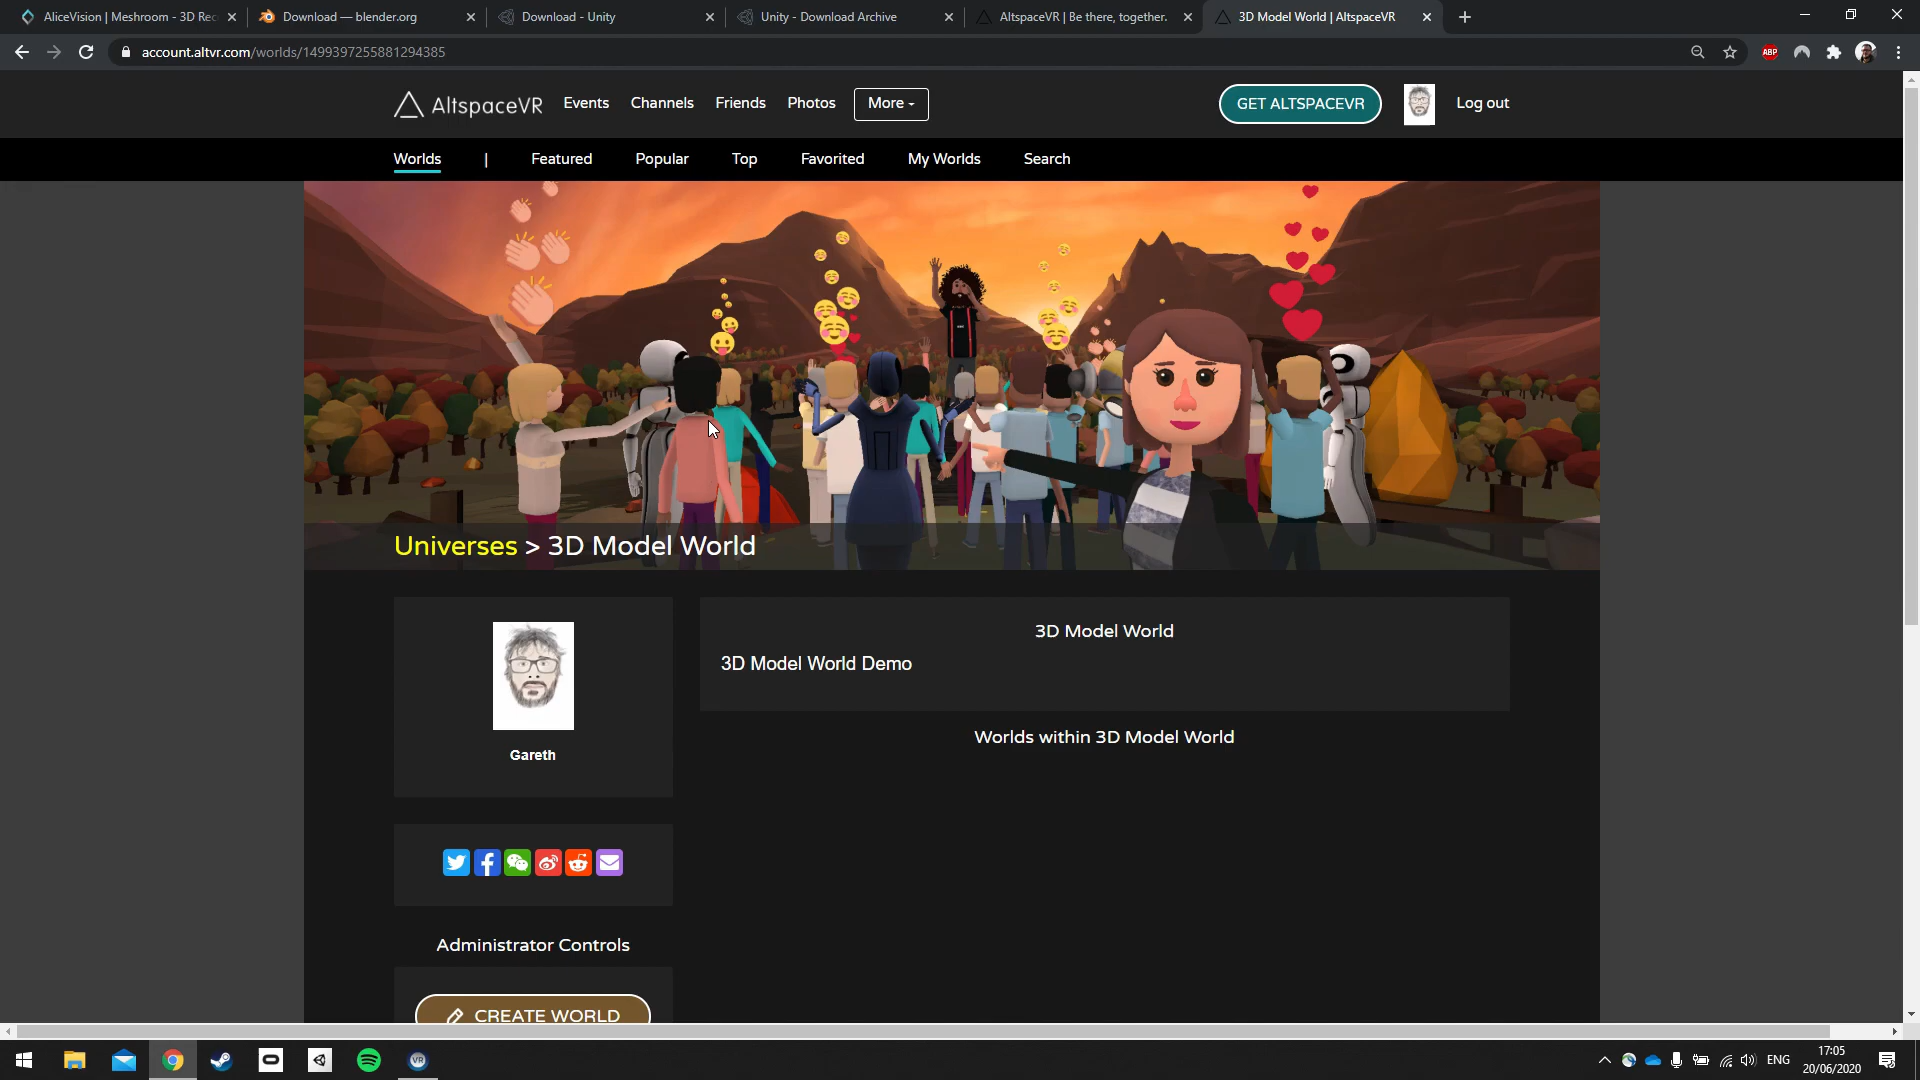 AliceVision | Meshroom - 3D Rec
Download — blender.org
Download - Unity
Unity - Download Archive
AltspaceVR | Be there, together.
3D Model World | AltspaceVR
account.altvr.com/worlds/1499397255881294385
ABP
AltspaceVR
Events
Channels
Friends
Photos
More
GET ALTSPACEVR
Log out
Worlds
|
Featured
Popular
Top
Favorited
My Worlds
Search
Universes > 3D Model World
3D Model World
3D Model World Demo
Gareth
Worlds within 3D Model World
Administrator Controls
CREATE WORLD
VR
ENG
17:05
20/06/2020